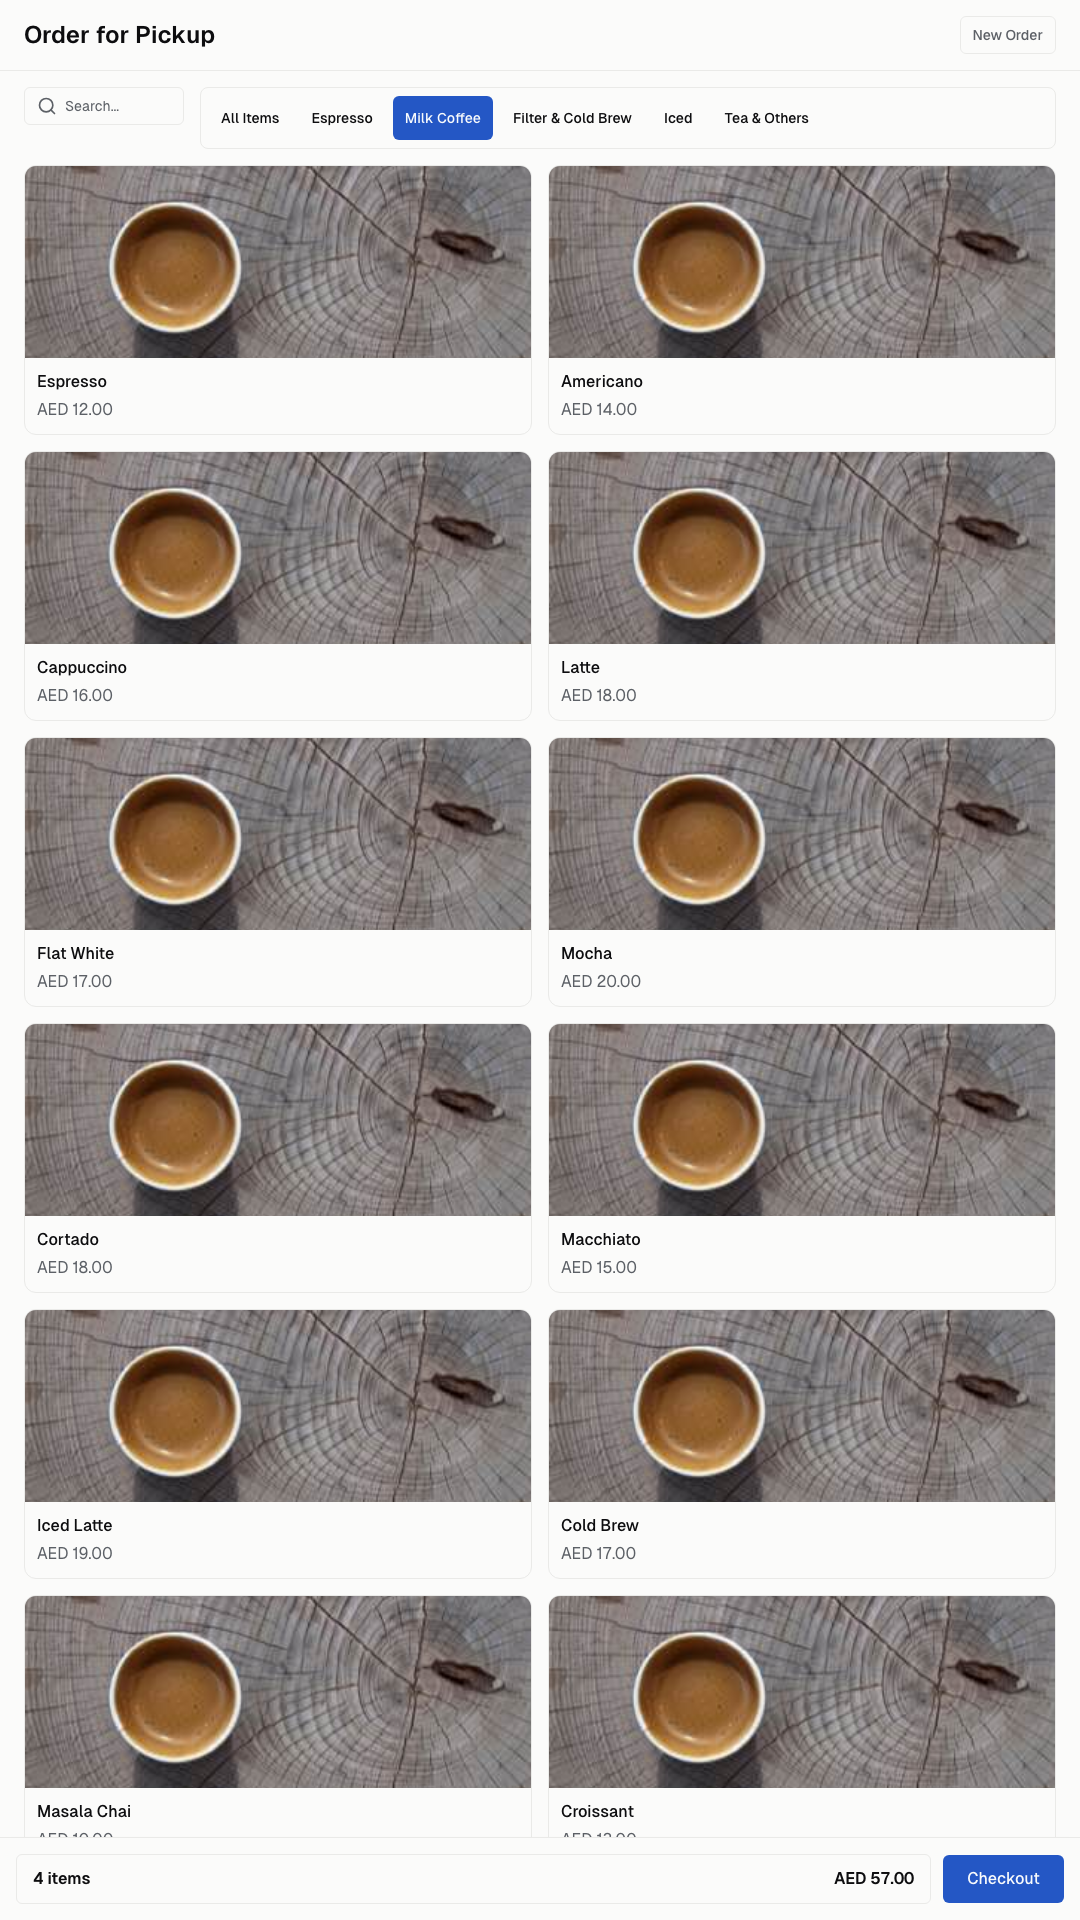 Order for Pickup
New Order
Search...
All Items
Espresso
Milk Coffee
Filter & Cold Brew
Iced
Tea & Others
Espresso
AED 12.00
Americano
AED 14.00
Cappuccino
AED 16.00
Latte
AED 18.00
Flat White
AED 17.00
Mocha
AED 20.00
Cortado
AED 18.00
Macchiato
AED 15.00
Iced Latte
AED 19.00
Cold Brew
AED 17.00
Masala Chai
Croissant
4 items
AED 57.00
Checkout